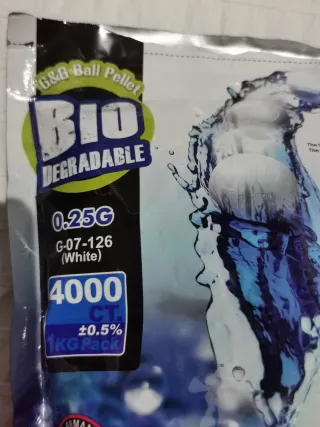 G&G Ball Pellet
BIO
DEGRADABLE
0.25G
G-07-126
(White)
4000
CT.
±0.5%
1KG Pack